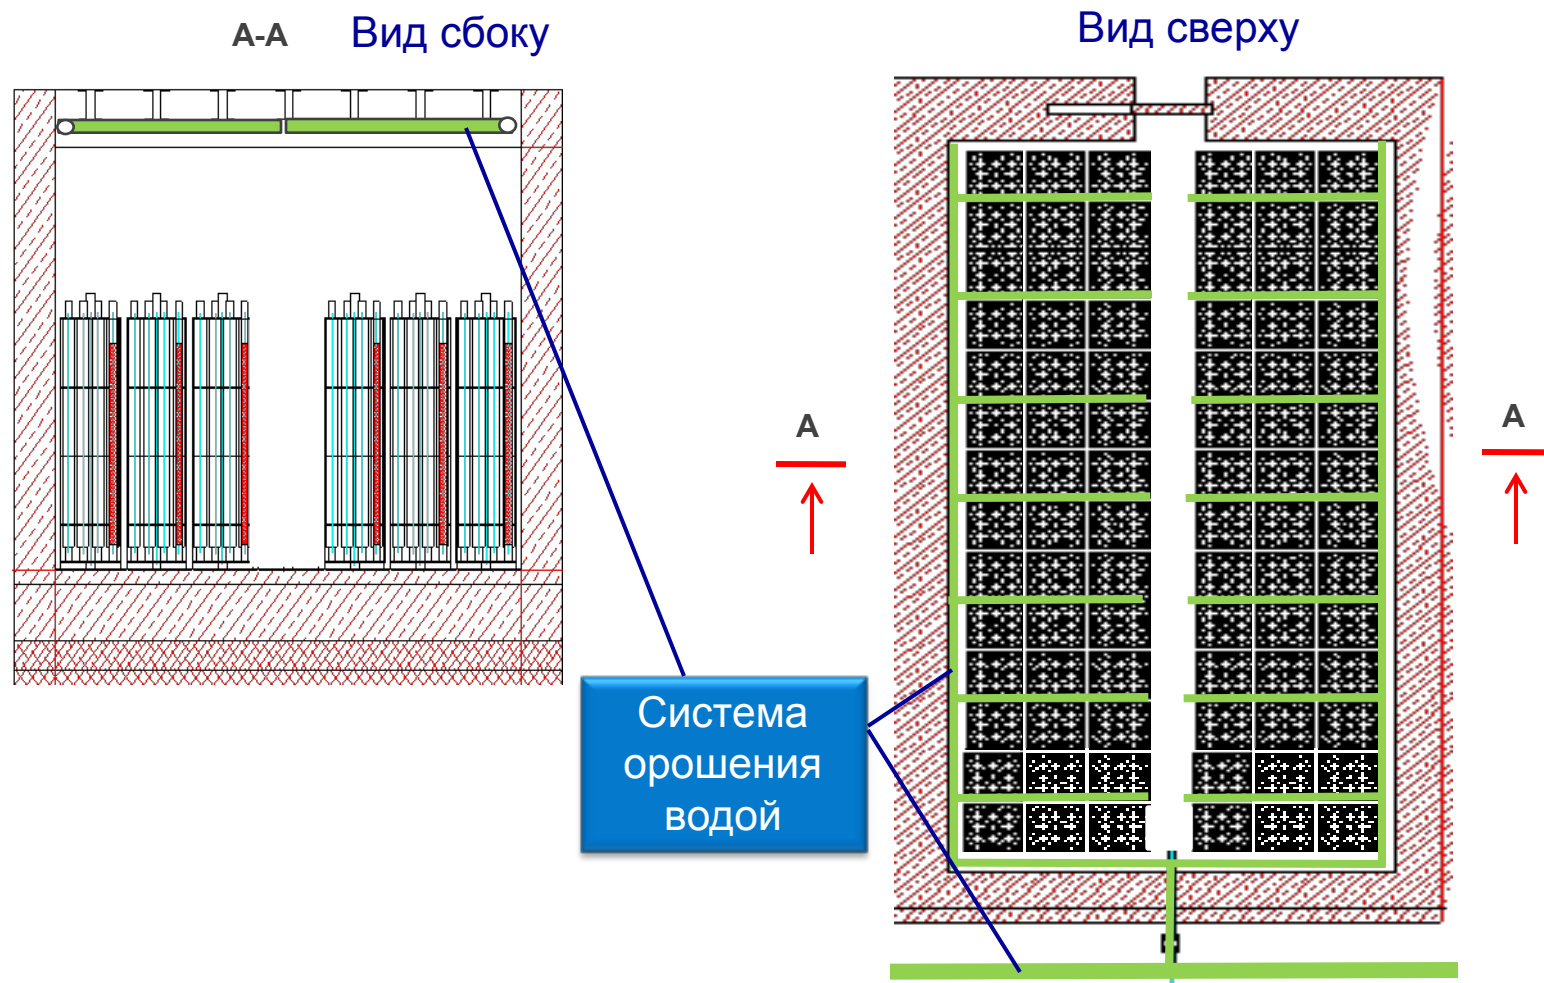 А-А
Вид сбоку
Вид сверху
А
А
Система
орошения
водой